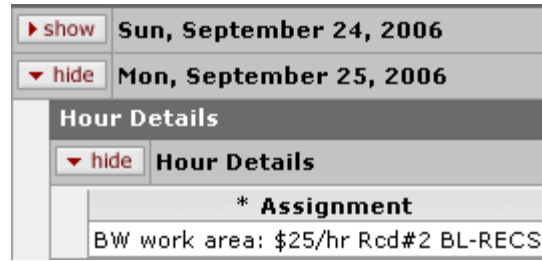 show Sun, September 24, 2006
hide Mon, September 25, 2006
Hour Details
hide Hour Details
* Assignment
BW work area: $25/hr Rcd#2 BL-RECS